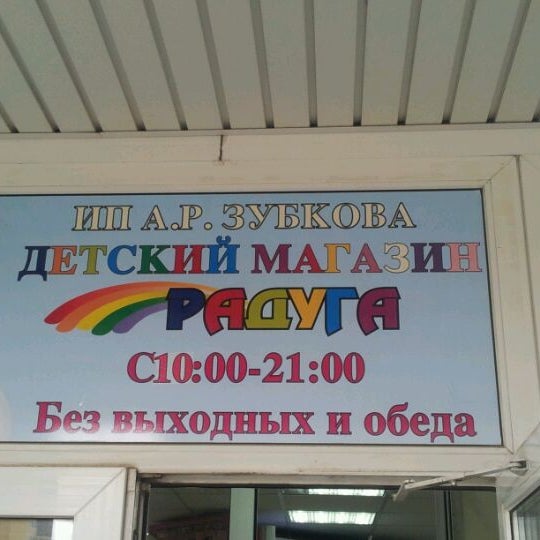 ИП А.Р. ЗУБКОВА
ДЕТСКИЙ МАГАЗИН
РАДУГА
С10:00-21:00
Без выходных и обеда